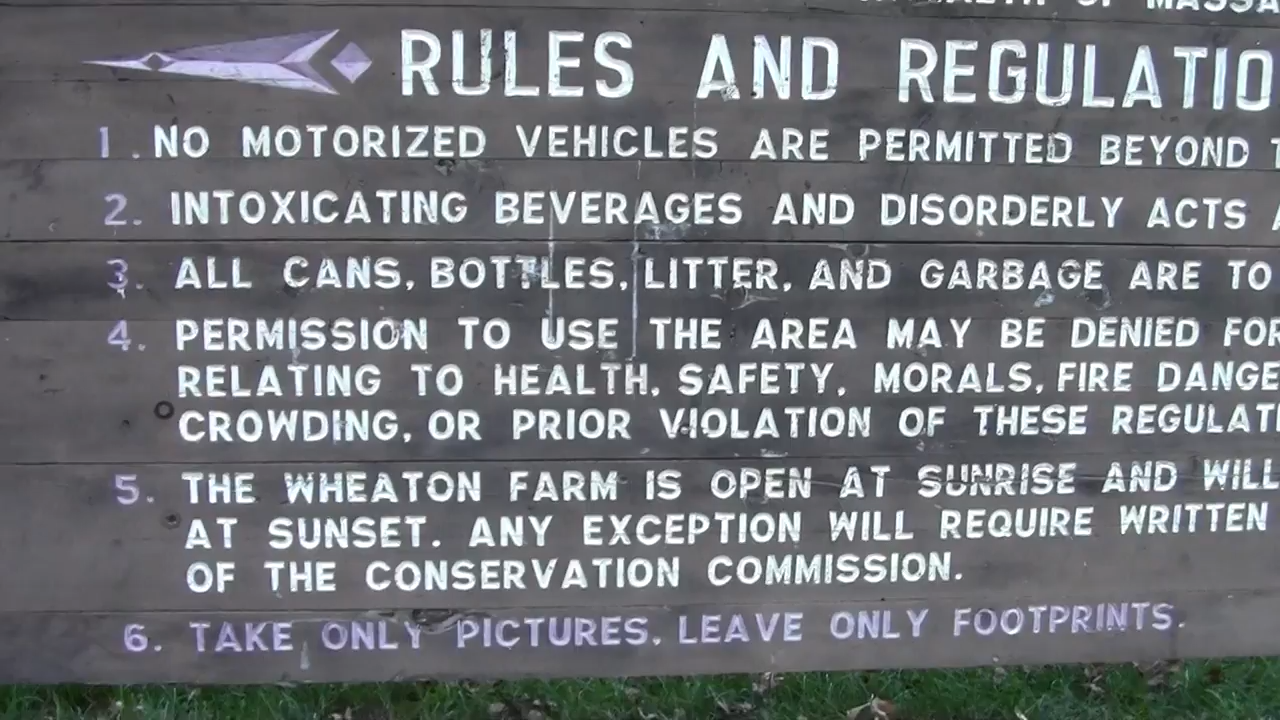 OF MASSA
RULES AND REGULATIO
1. NO MOTORIZED VEHICLES ARE PERMITTED BEYOND T
2. INTOXICATING BEVERAGES AND DISORDERLY ACTS
3. ALL CANS, BOTTLES, LITTER, AND GARBAGE ARE TO
4. PERMISSION TO USE THE AREA MAY BE DENIED FOR
RELATING TO HEALTH, SAFETY, MORALS, FIRE DANGE
CROWDING, OR PRIOR VIOLATION OF THESE REGULATI
5. THE WHEATON FARM IS OPEN AT SUNRISE AND WILL
AT SUNSET. ANY EXCEPTION WILL REQUIRE WRITTEN
OF THE CONSERVATION COMMISSION.
6. TAKE ONLY PICTURES, LEAVE ONLY FOOTPRINTS.